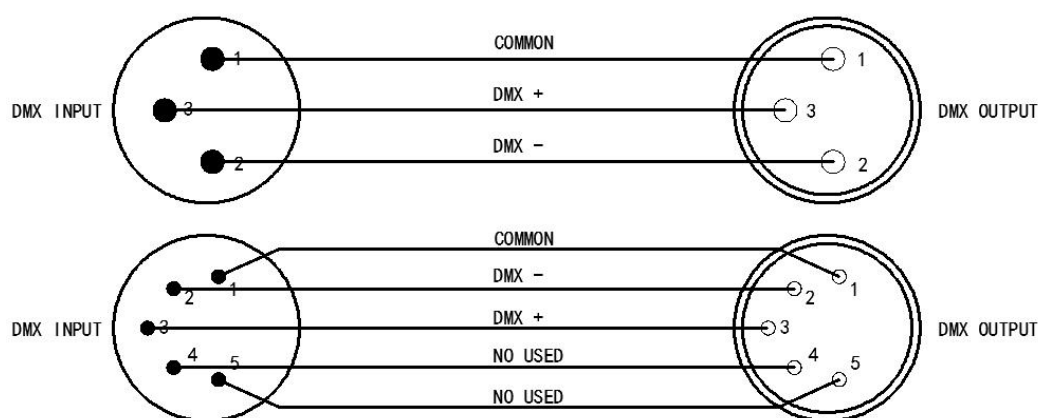 COMMON
1 1
DMX +
DMX INPUT 3 3 DMX OUTPUT
DMX -
2 2
COMMON
1 1
DMX -
2 2
DMX +
DMX INPUT 3 3 DMX OUTPUT
NO USED
4 4
5 5
NO USED